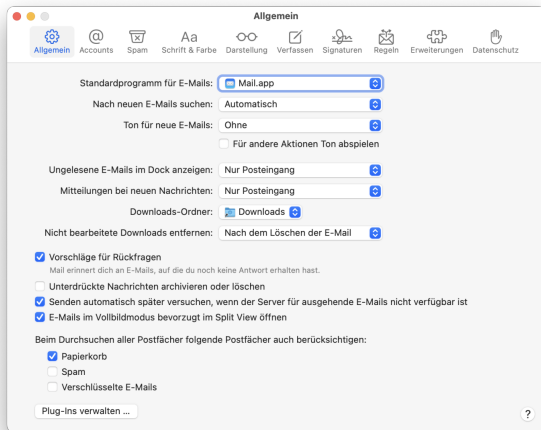 Allgemein
Allgemein Accounts Spam Schrift & Farbe Darstellung Verfassen Signaturen Regeln Erweiterungen Datenschutz
Standardprogramm für E-Mails: Mail.app
Nach neuen E-Mails suchen: Automatisch
Ton für neue E-Mails: Ohne
Für andere Aktionen Ton abspielen
Ungelesene E-Mails im Dock anzeigen: Nur Posteingang
Mitteilungen bei neuen Nachrichten: Nur Posteingang
Downloads-Ordner: Downloads
Nicht bearbeitete Downloads entfernen: Nach dem Löschen der E-Mail
Vorschläge für Rückfragen
Mail erinnert dich an E-Mails, auf die du noch keine Antwort erhalten hast.
Unterdrückte Nachrichten archivieren oder löschen
Senden automatisch später versuchen, wenn der Server für ausgehende E-Mails nicht verfügbar ist
E-Mails im Vollbildmodus bevorzugt im Split View öffnen
Beim Durchsuchen aller Postfächer folgende Postfächer auch berücksichtigen:
Papierkorb
Spam
Verschlüsselte E-Mails
Plug-Ins verwalten ...
?